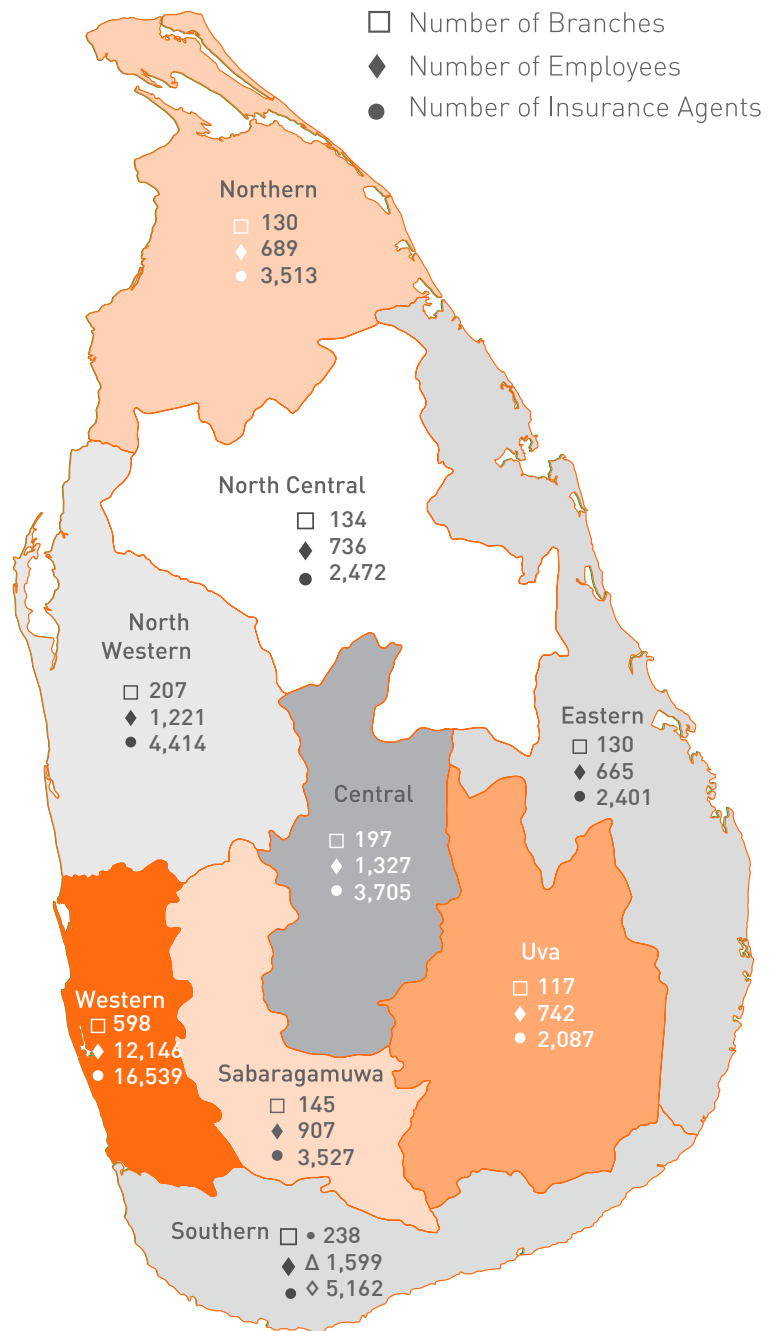 Number of Branches
Number of Employees
Number of Insurance Agents
Northern
130
689
3,513
North Central
134
736
2,472
North
Western
207
1,221
4,414
Eastern
130
665
2,401
Central
197
1,327
3,705
Uva
117
742
2,087
Western
598
12,146
16,539
Sabaragamuwa
145
907
3,527
Southern • 238
Δ 1,599
◊ 5,162